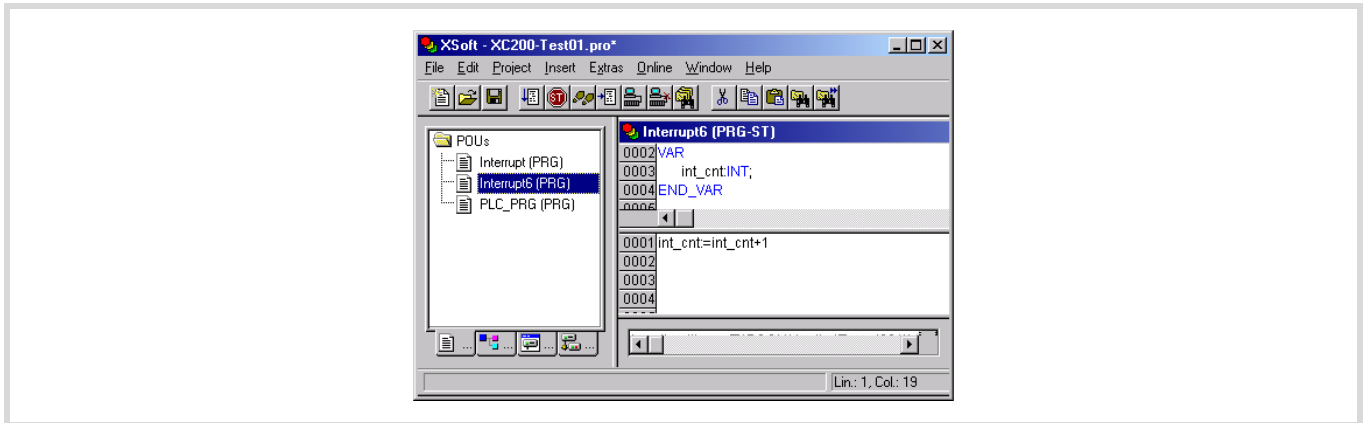 XSoft - XC200-Test01.pro*
File Edit Project Insert Extras Online Window Help
ST
POUs
Interrupt (PRG)
Interrupt6 (PRG)
PLC_PRG (PRG)
Interrupt6 (PRG-ST)
0002 VAR
0003 int_cnt:INT;
0004 END_VAR
0005
0001 int_cnt:=int_cnt+1
0002
0003
0004
... ... ... ...
Lin.: 1, Col.: 19